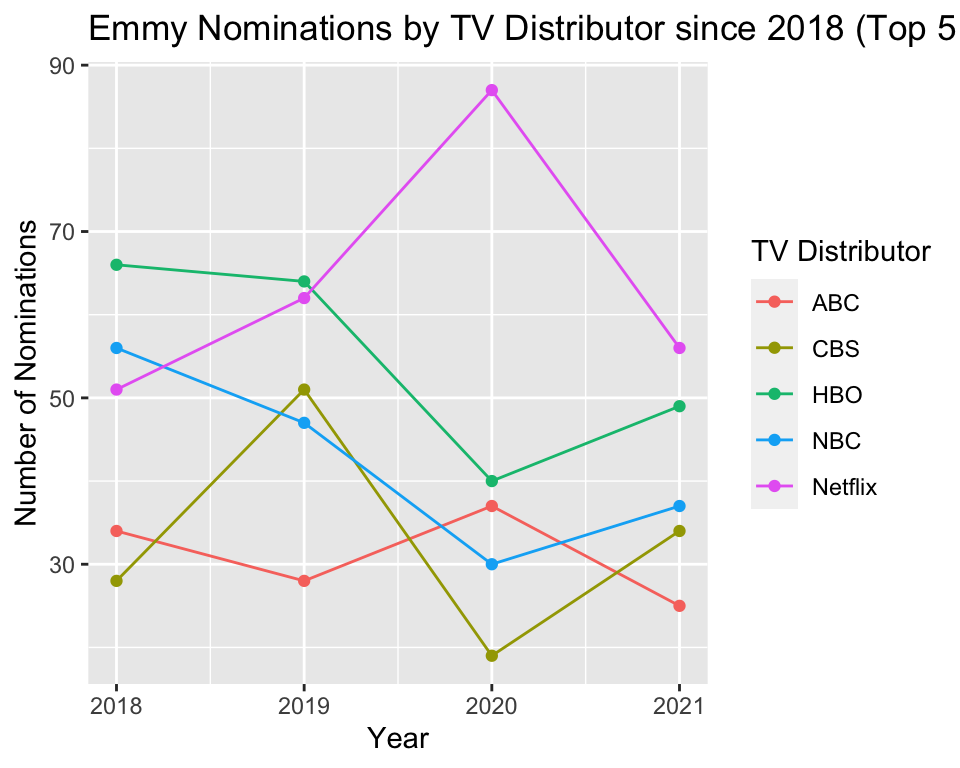 Emmy Nominations by TV Distributor since 2018 (Top 5
90
70
50
30
Number of Nominations
2018 2019 2020 2021
Year
TV Distributor
ABC
CBS
HBO
NBC
Netflix